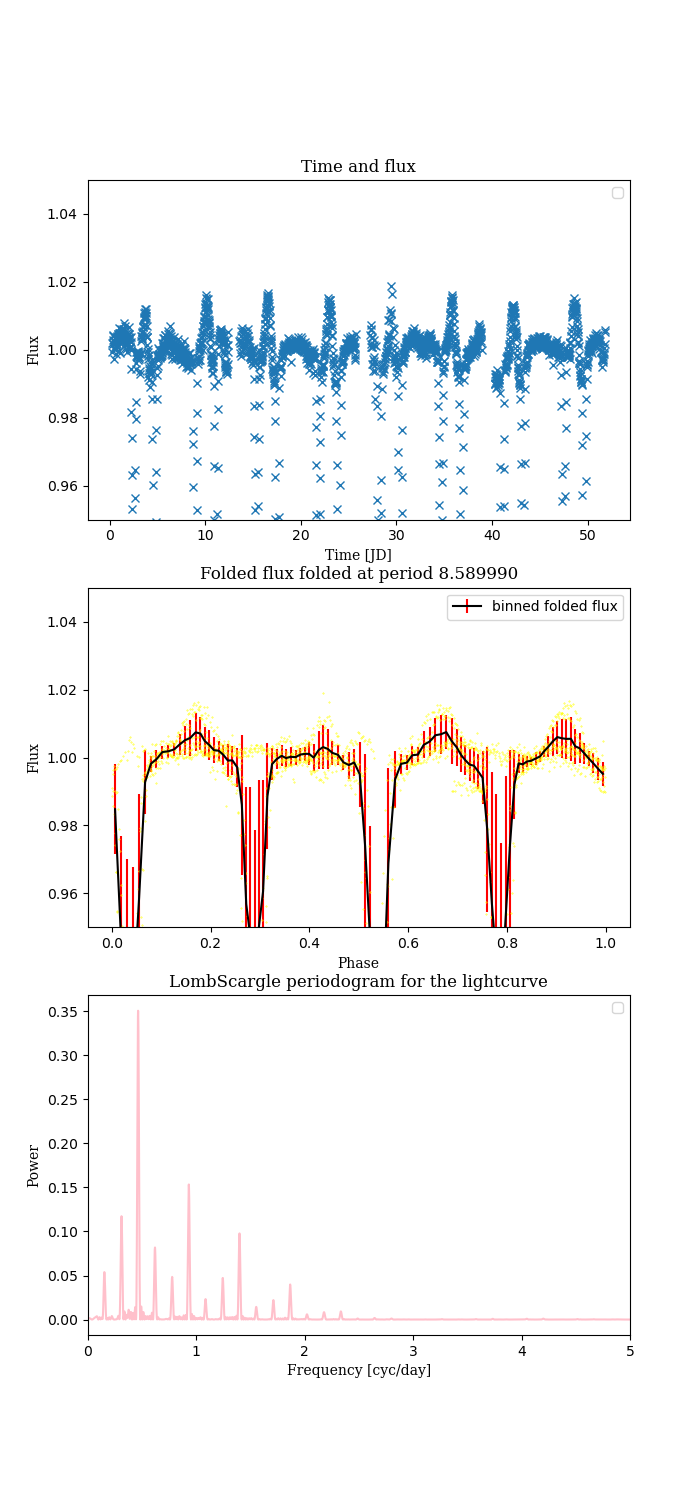 Time and flux
1.04
1.02
1.00
0.98
0.96
Flux
0 10 20 30 40 50
Time [JD]
Folded flux folded at period 8.589990
binned folded flux
1.04
1.02
1.00
0.98
0.96
Flux
0.0 0.2 0.4 0.6 0.8 1.0
Phase
LombScargle periodogram for the lightcurve
0.35
0.30
0.25
0.20
0.15
0.10
0.05
0.00
Power
0 1 2 3 4 5
Frequency [cyc/day]